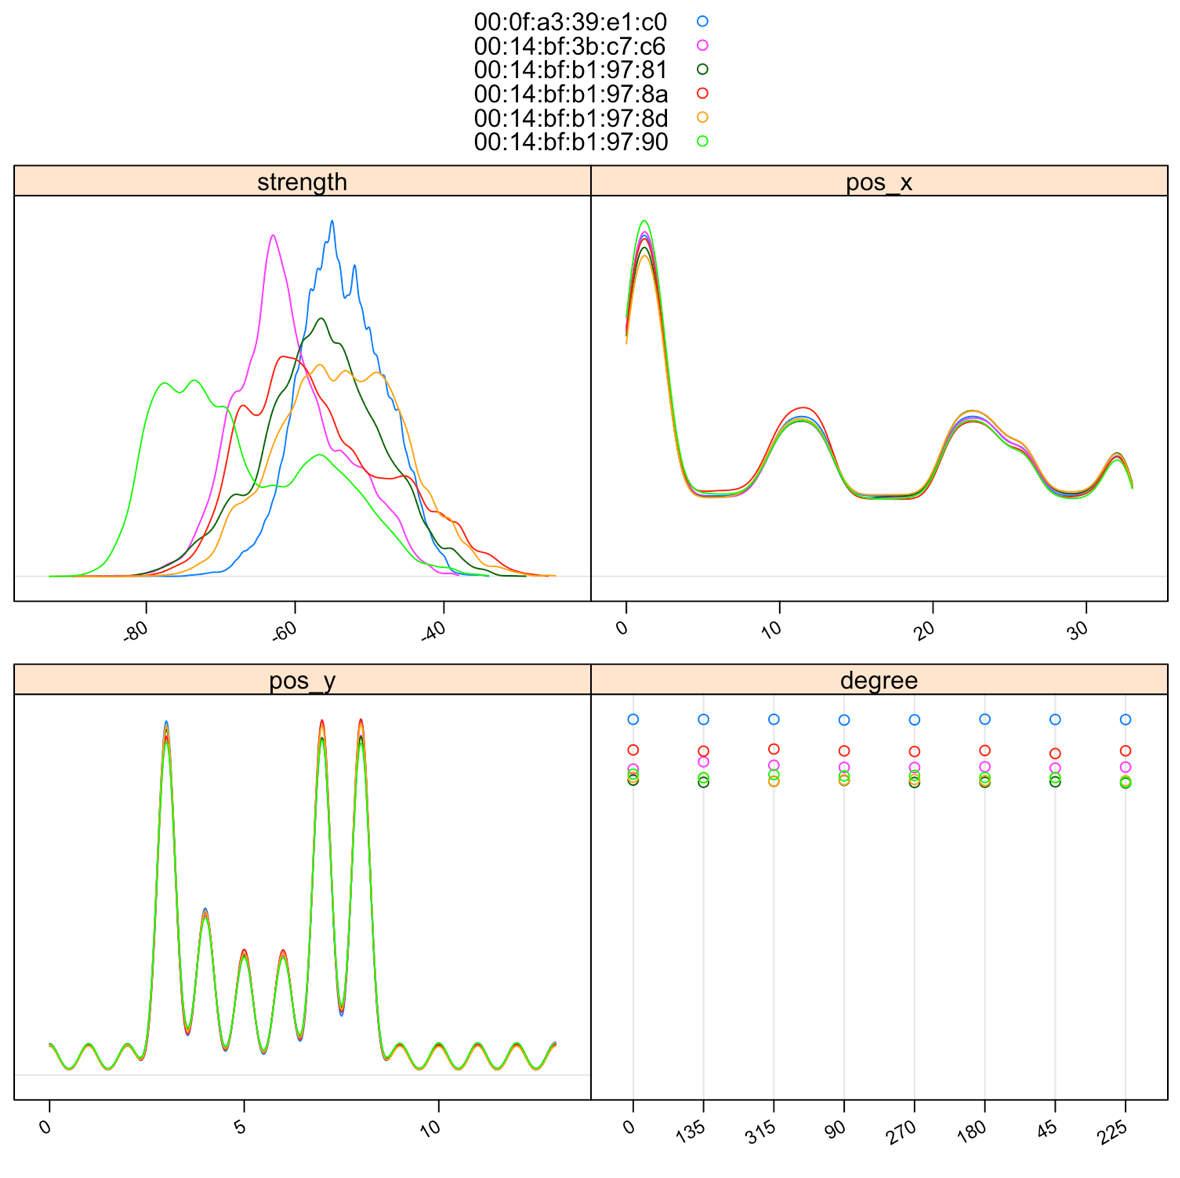 00:0f:a3:39:e1:c0
00:14:bf:3b:c7:c6
00:14:bf:b1:97:81
00:14:bf:b1:97:8a
00:14:bf:b1:97:8d
00:14:bf:b1:97:90
strength
pos_x
-80 -60 -40
0 10 20 30
pos_y
degree
0 5 10
0 135 315 90 270 180 45 225